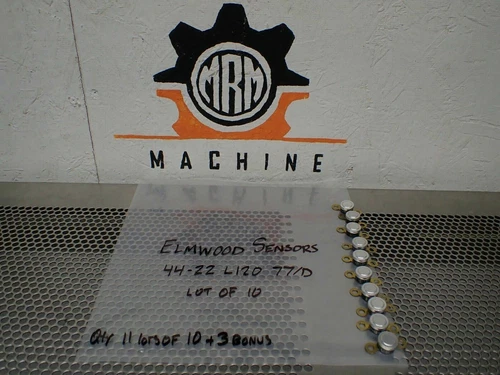 MRM
MACHINE
ELMWOOD SENSORS
44-22 L120 77/D
LOT OF 10
Qty 11 lots OF 10 + 3 BONUS